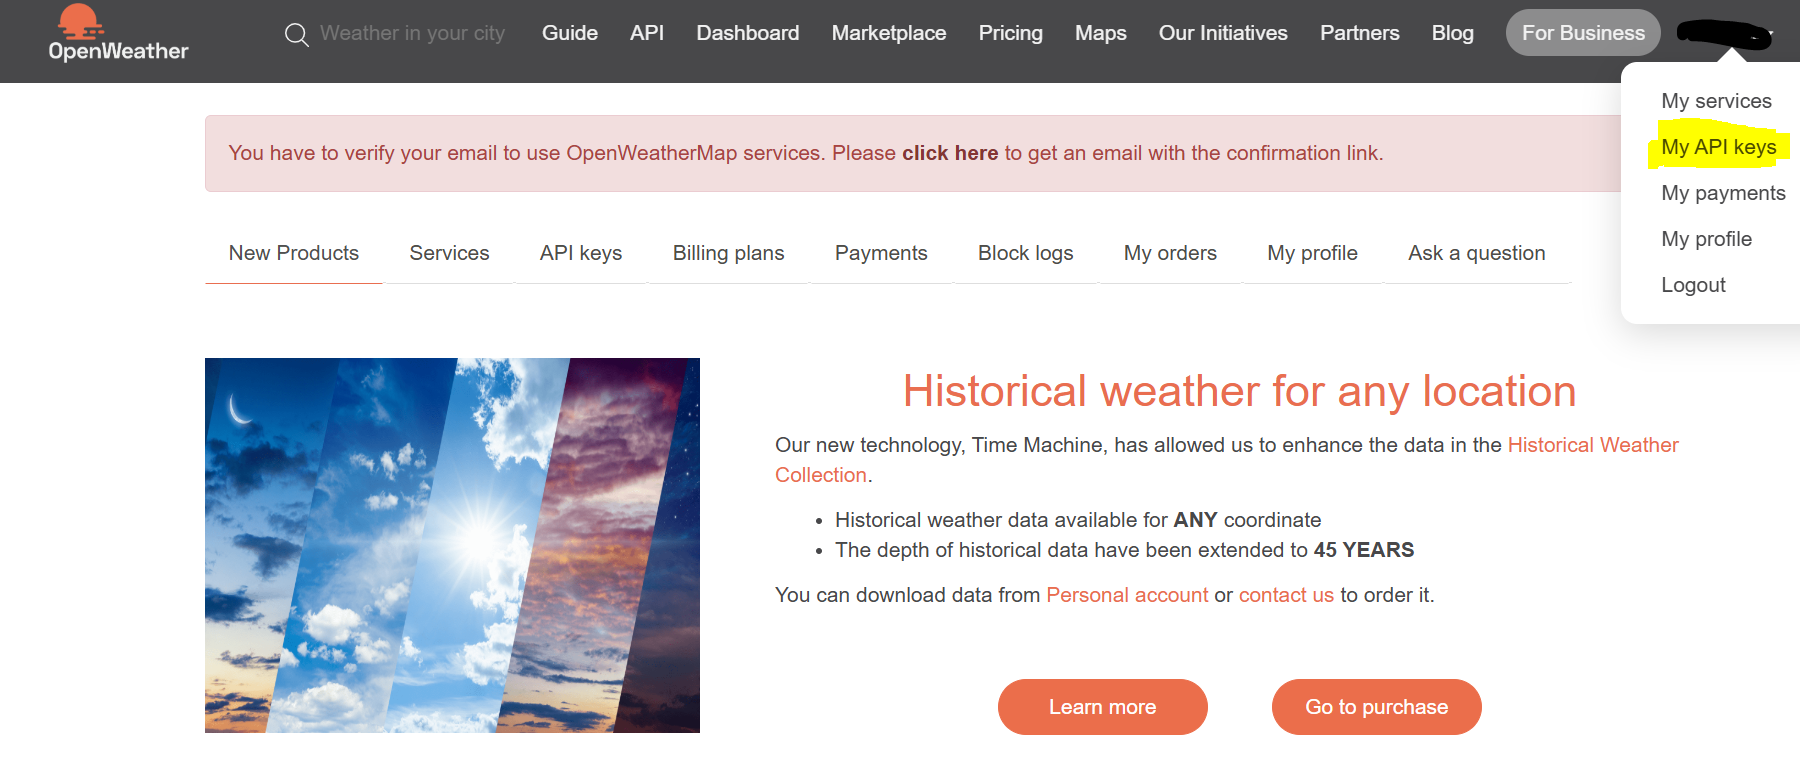 OpenWeather
Weather in your city
Guide
API
Dashboard
Marketplace
Pricing
Maps
Our Initiatives
Partners
Blog
For Business
My services
My API keys
My payments
My profile
Logout
You have to verify your email to use OpenWeatherMap services. Please click here to get an email with the confirmation link.
New Products
Services
API keys
Billing plans
Payments
Block logs
My orders
My profile
Ask a question
Historical weather for any location
Our new technology, Time Machine, has allowed us to enhance the data in the Historical Weather
Collection.
• Historical weather data available for ANY coordinate
• The depth of historical data have been extended to 45 YEARS
You can download data from Personal account or contact us to order it.
Learn more
Go to purchase